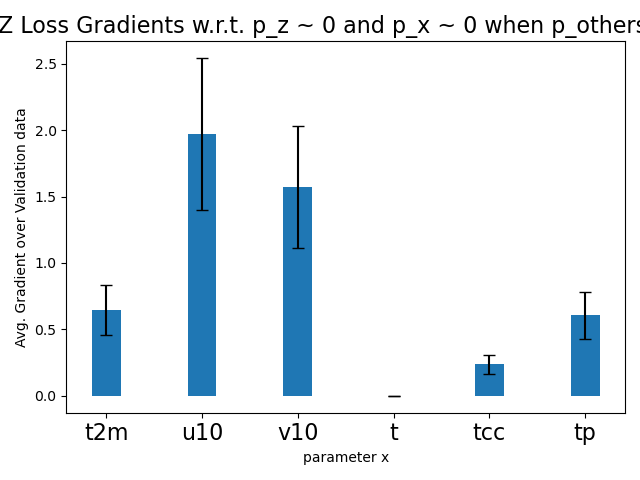 Z Loss Gradients w.r.t. p_z ~ 0 and p_x ~ 0 when p_others
Avg. Gradient over Validation data
2.5
2.0
1.5
1.0
0.5
0.0
t2m u10 v10 t tcc tp
parameter x